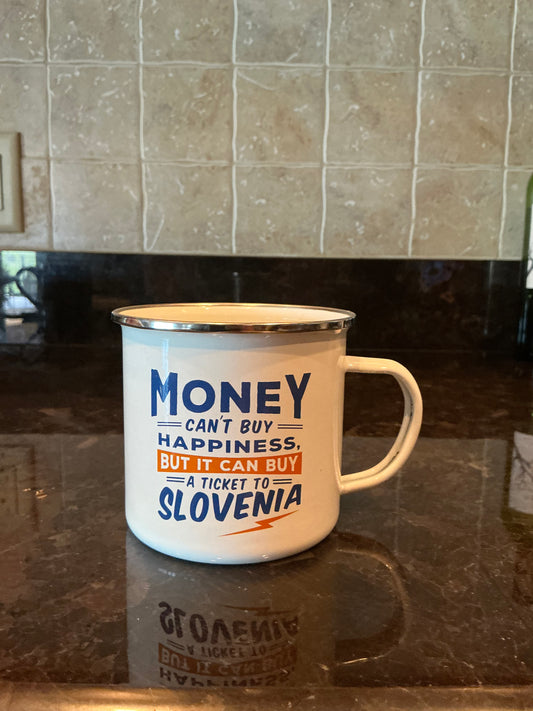 MONEY
CAN'T BUY
HAPPINESS,
BUT IT CAN BUY
A TICKET TO
SLOVENIA